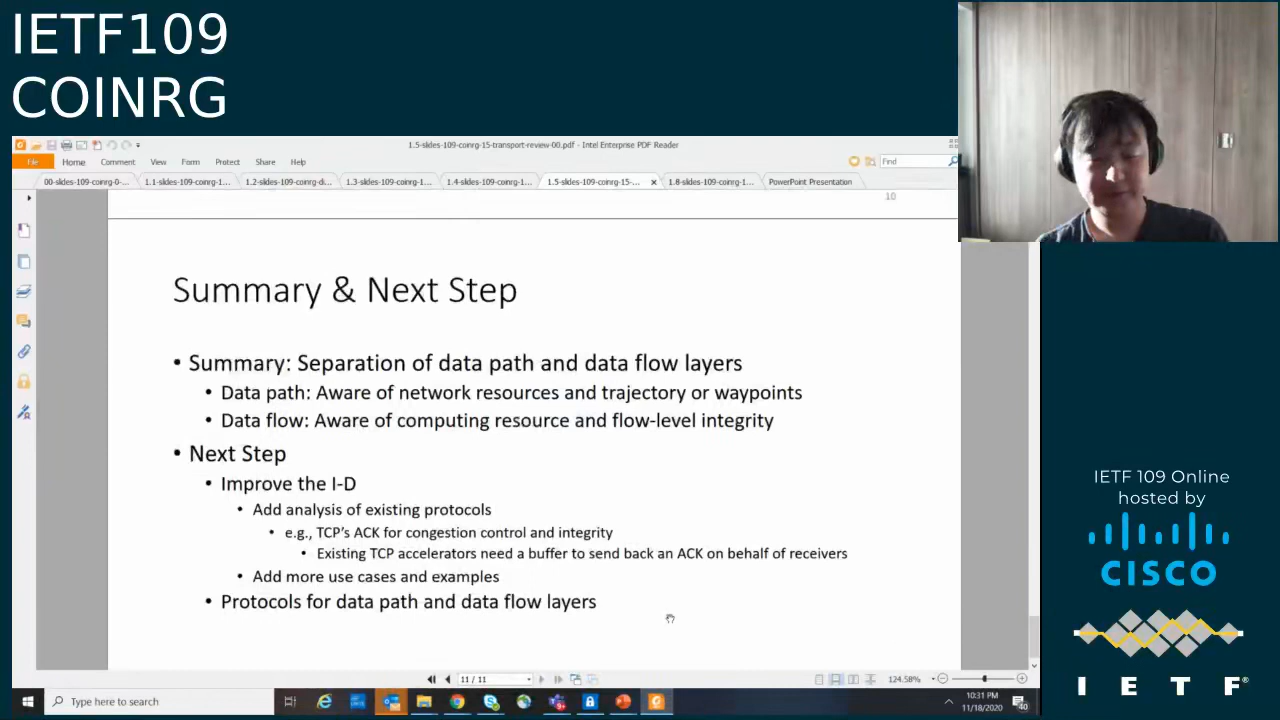 IETF109
COINRG
1.5-slides-109-coinrg-15-transport-review-00.pdf - Intel Enterprise PDF Reader
File Home Comment View Form Protect Share Help Find
00-slides-109-coinrg-0-... 1.1-slides-109-coinrg-1... 1.2-slides-109-coinrg-di... 1.3-slides-109-coinrg-1... 1.4-slides-109-coinrg-1... 1.5-slides-109-coinrg-15-... 1.8-slides-109-coinrg-1... PowerPoint Presentation
10
Summary & Next Step
• Summary: Separation of data path and data flow layers
• Data path: Aware of network resources and trajectory or waypoints
• Data flow: Aware of computing resource and flow-level integrity
• Next Step
• Improve the I-D
• Add analysis of existing protocols
• e.g., TCP's ACK for congestion control and integrity
• Existing TCP accelerators need a buffer to send back an ACK on behalf of receivers
• Add more use cases and examples
• Protocols for data path and data flow layers
11 / 11
124.58%
Type here to search
10:31 PM
11/18/2020
40
IETF 109 Online
hosted by
CISCO
I E T F®